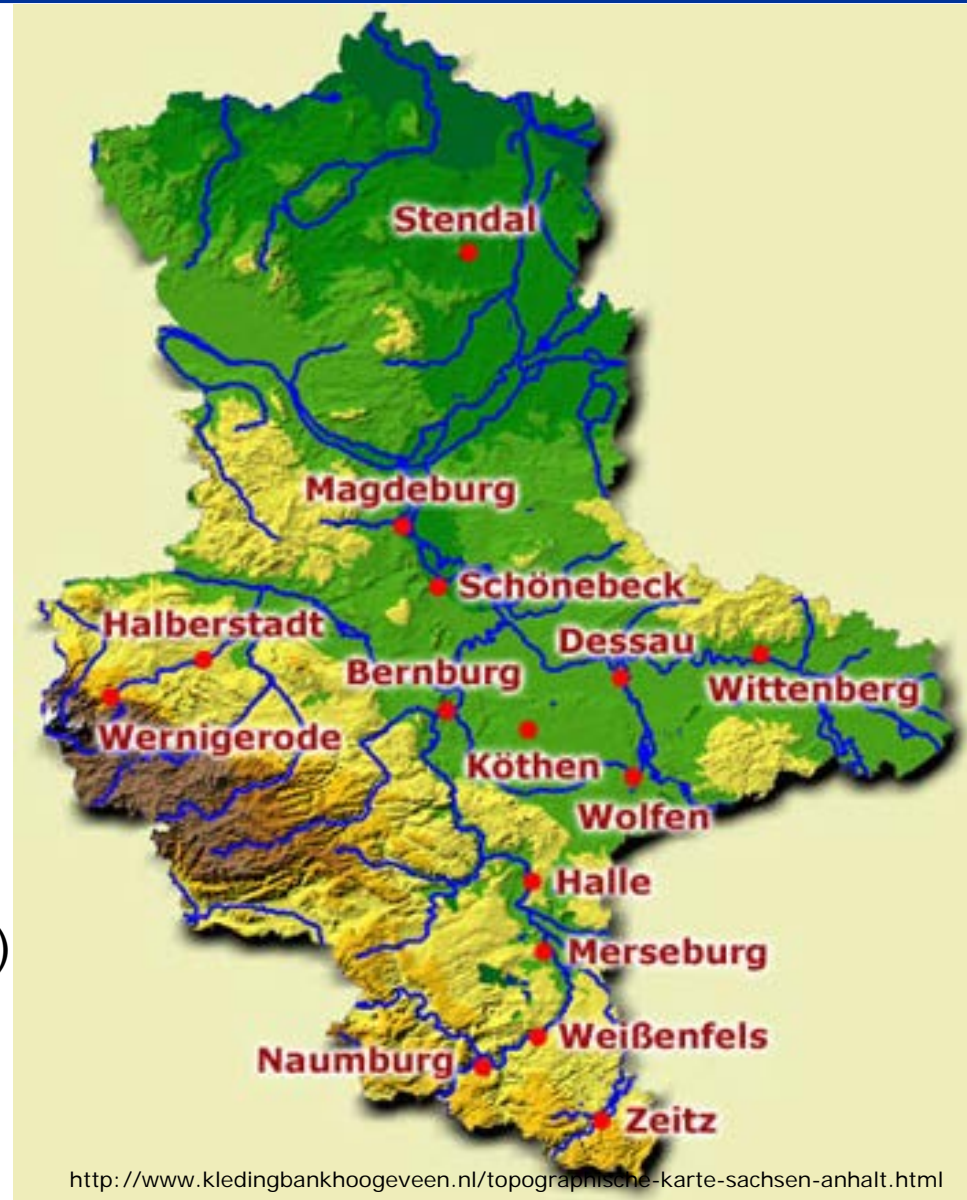 Stendal
Magdeburg
Schönebeck
Halberstadt
Dessau
Bernburg
Wittenberg
Wernigerode
Köthen
Wolfen
Halle
)
Merseburg
Weißenfels
Naumburg
Zeitz
http://www.kledingbankhoogeveen.nl/topographische-karte-sachsen-anhalt.html